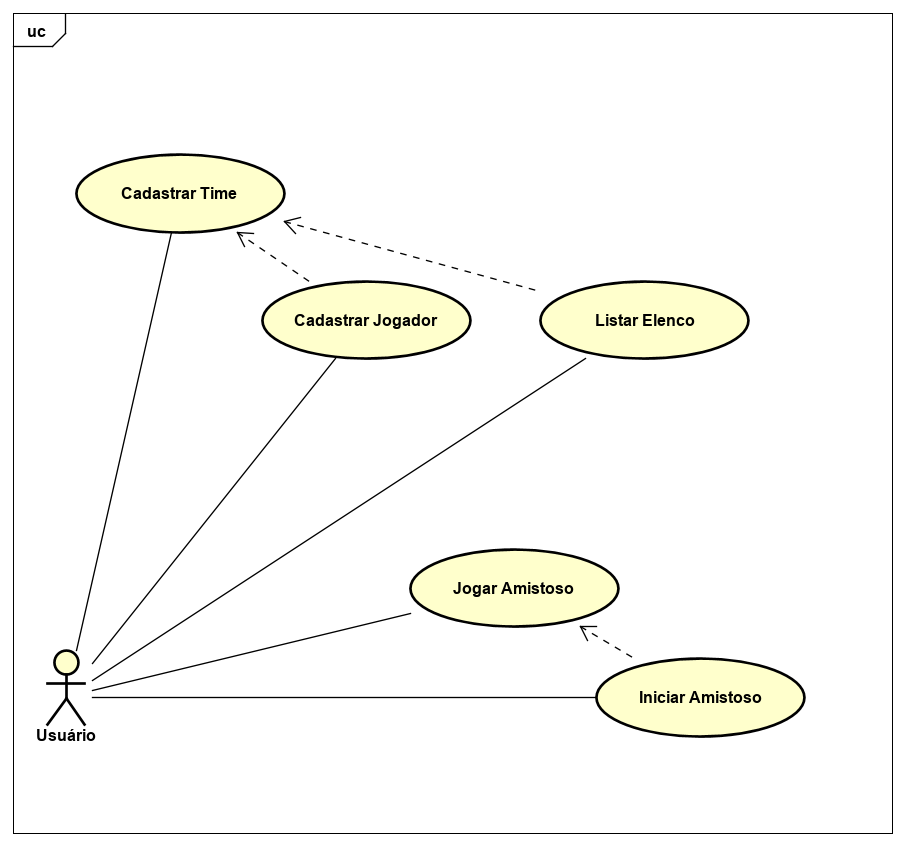 uc
Cadastrar Time
Cadastrar Jogador
Listar Elenco
Jogar Amistoso
Iniciar Amistoso
Usuário